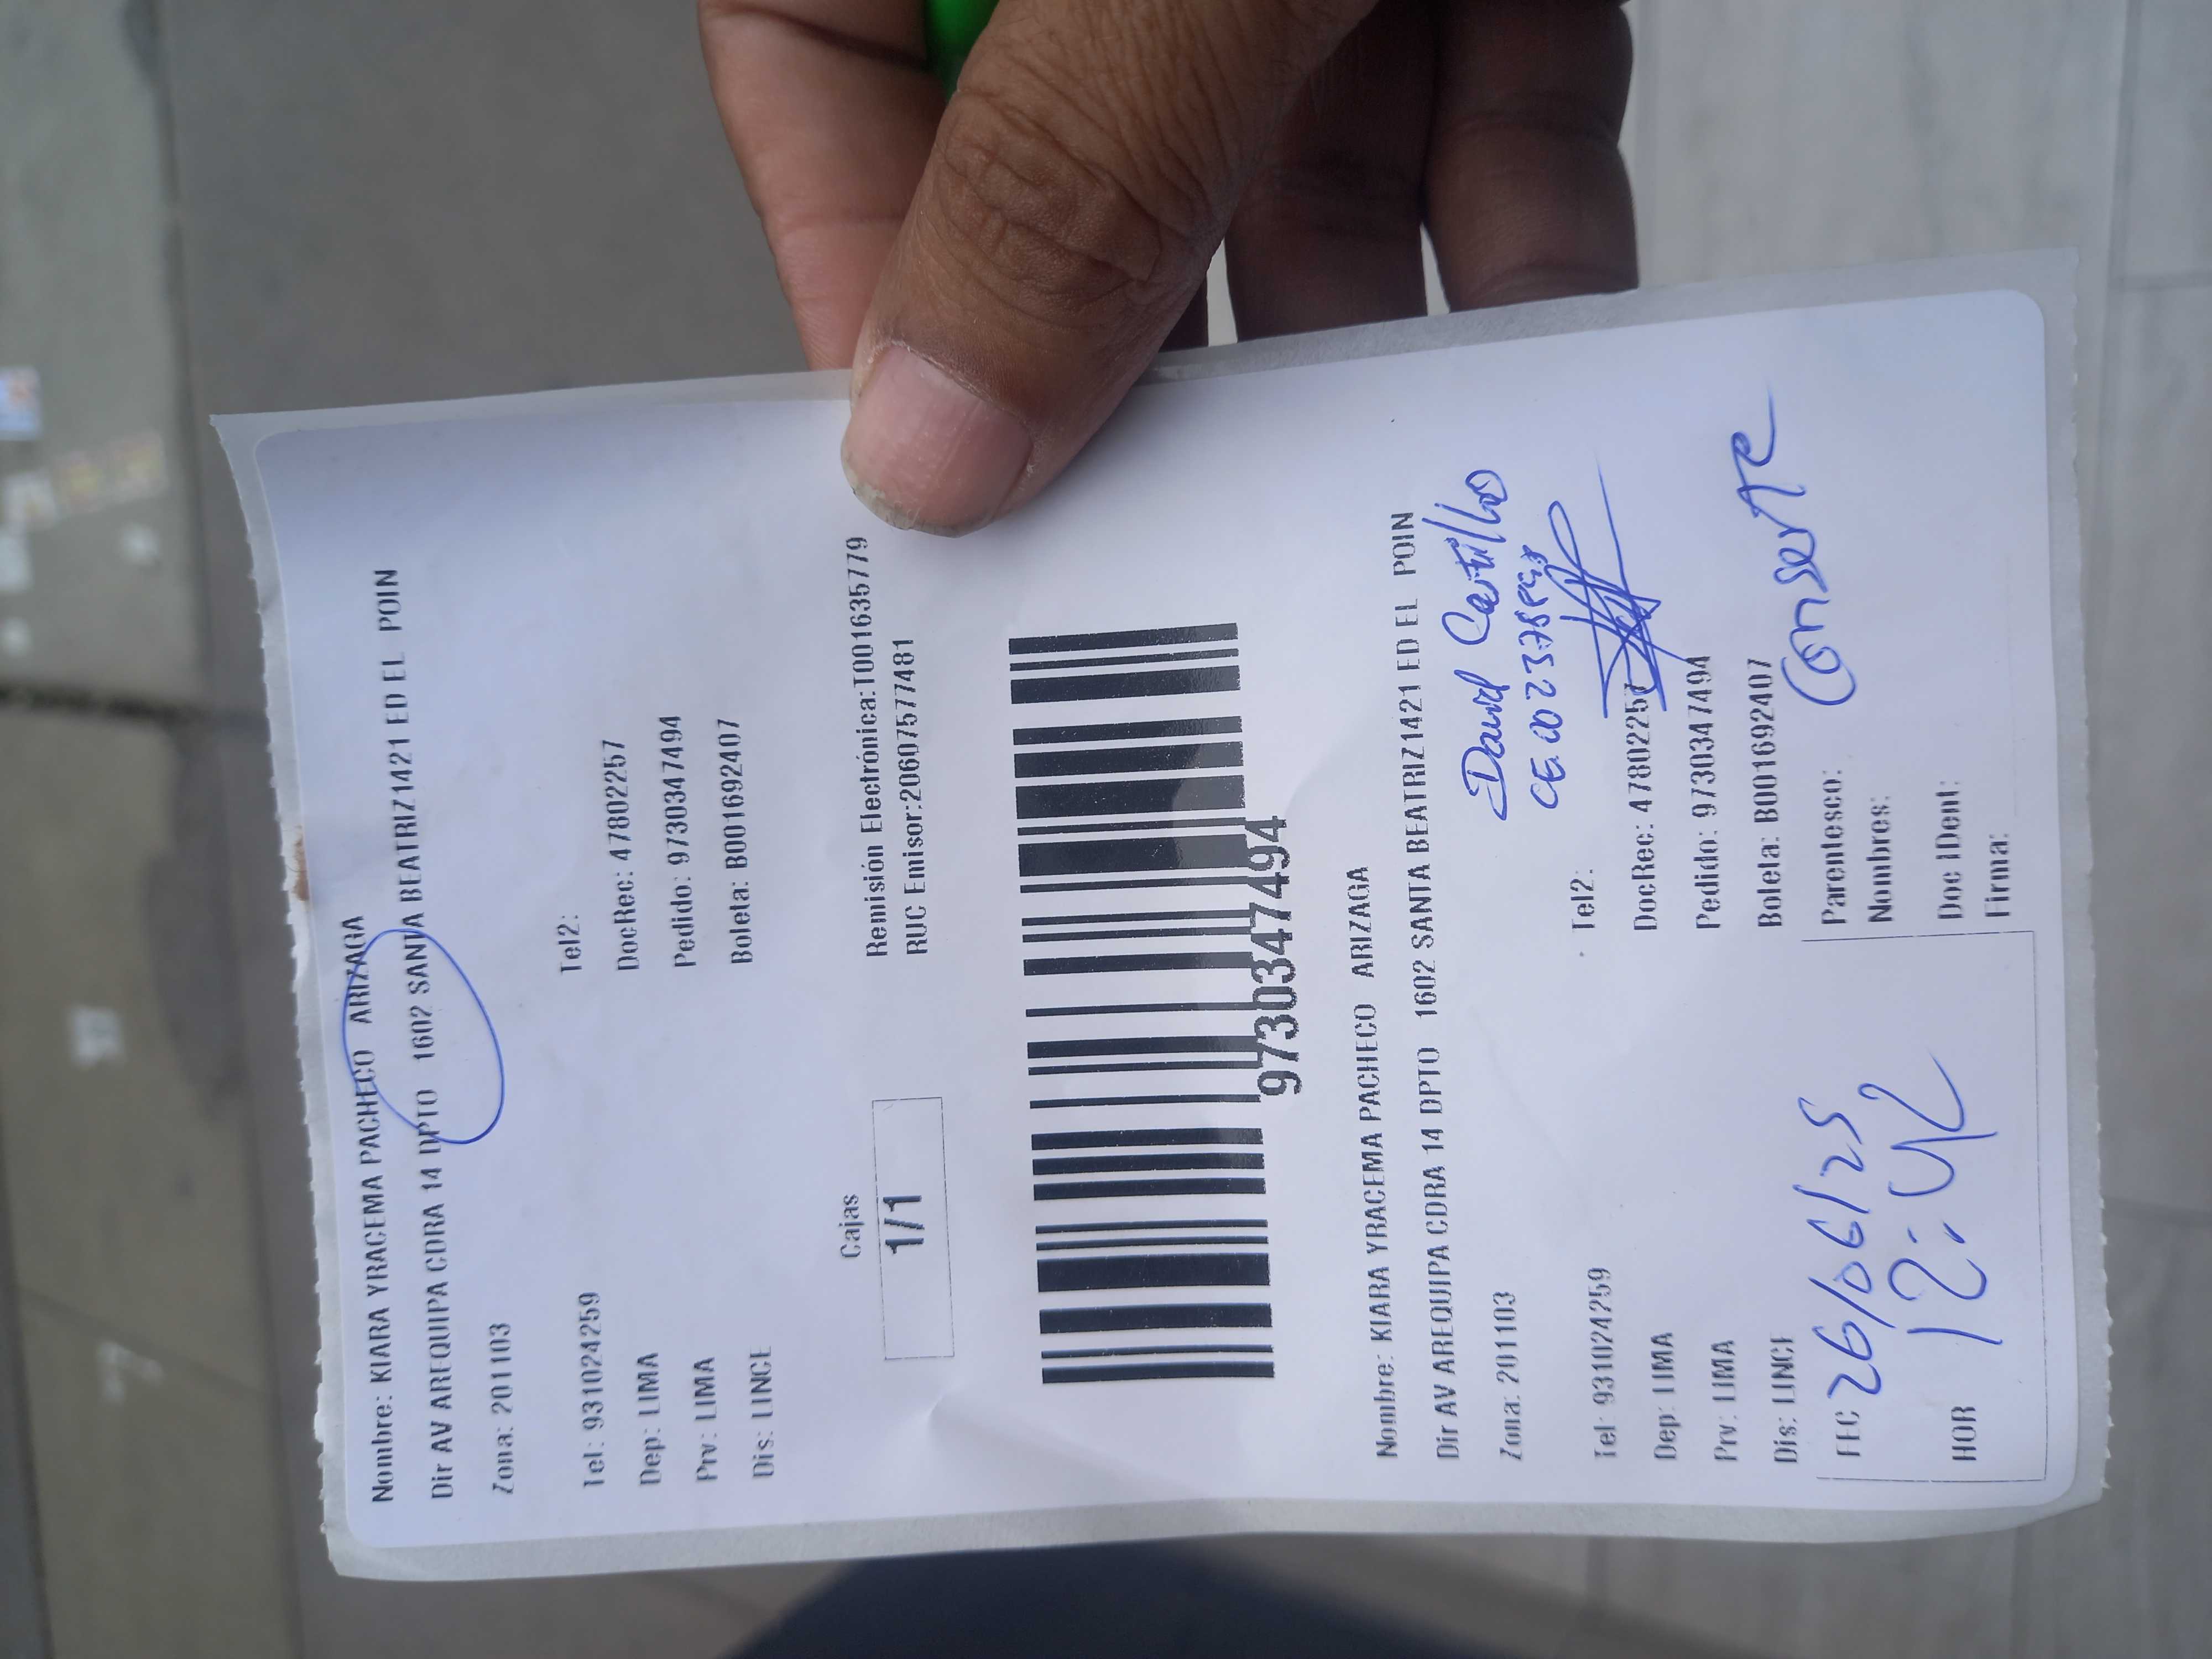 Nombre: KIARA YRACEMA PACHECO ARIZAGA
Dir AV AREQUIPA CDRA 14 DPTO 1602 SANTA BEATRIZ1421 ED EL POIN
Zona: 201103
Tel: 931024259 Tel2:
Dep: LIMA DocRec: 47802257
Prv: LIMA Pedido: 9730347494
Dis: LINCE Boleta: B001692407
Cajas Remisión Electrónica:T001635779
1/1 RUC Emisor:20607577481
9730347494
Nombre: KIARA YRACEMA PACHECO ARIZAGA
Dir AV AREQUIPA CDRA 14 DPTO 1602 SANTA BEATRIZ1421 ED EL POIN
David Castillo
Zona: 201103 CE.
Tel: 931024259 Tel2:
Dep: LIMA DocRec: 47802257
Prv: LIMA Pedido: 9730347494
Dis: LINCE Boleta: B001692407
FEC 26/06/25 Parentesco: Conserje
Nombres:
HOR 12:42 Doc IDent:
Firma: